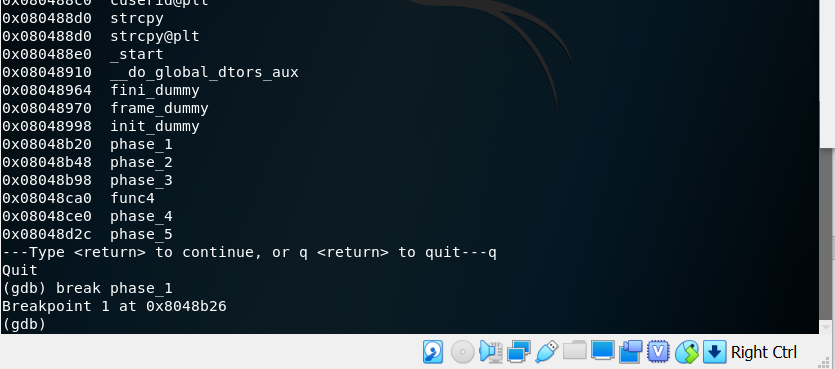 0x080488c0  cuserid@plt
0x080488d0  strcpy
0x080488d0  strcpy@plt
0x080488e0  _start
0x08048910  __do_global_dtors_aux
0x08048964  fini_dummy
0x08048970  frame_dummy
0x08048998  init_dummy
0x08048b20  phase_1
0x08048b48  phase_2
0x08048b98  phase_3
0x08048ca0  func4
0x08048ce0  phase_4
0x08048d2c  phase_5
---Type <return> to continue, or q <return> to quit---q
Quit
(gdb) break phase_1
Breakpoint 1 at 0x8048b26
(gdb)
V
Right Ctrl